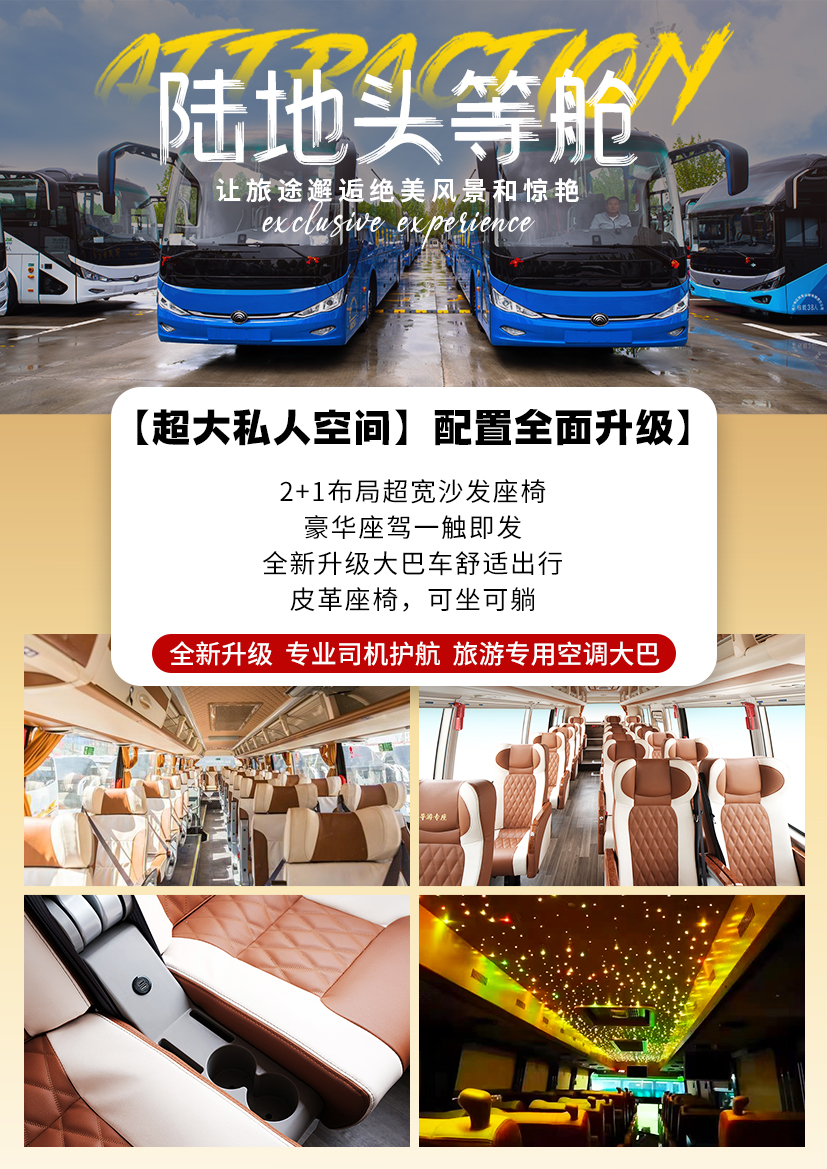 ATTRACTION
陆地头等舱
让旅途邂逅绝美风景和惊艳
exclusive experience
【超大私人空间】配置全面升级】
2+1布局超宽沙发座椅
豪华座驾一触即发
全新升级大巴车舒适出行
皮革座椅，可坐可躺
全新升级 专业司机护航 旅游专用空调大巴